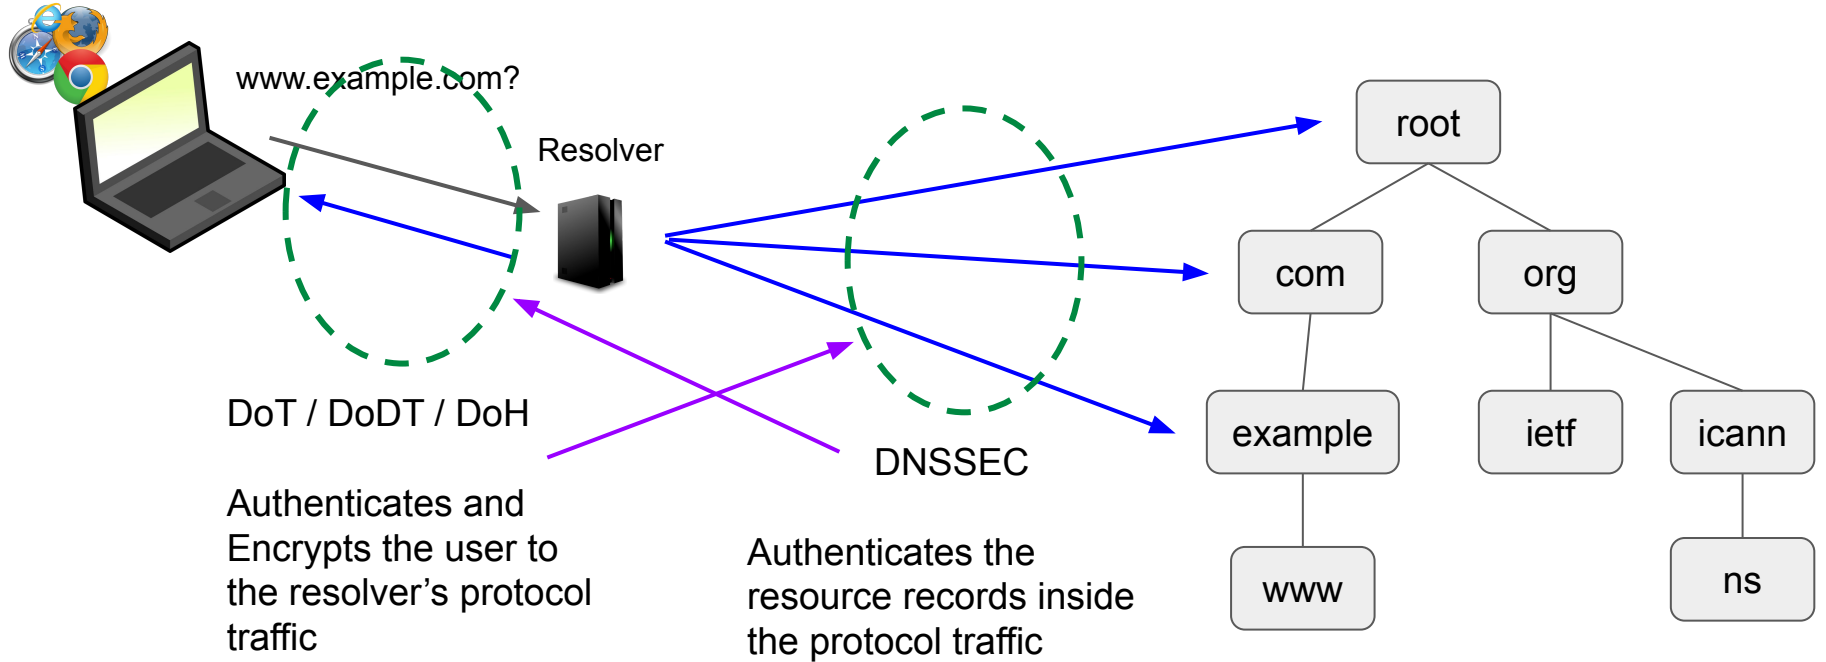 www.example.com?
Resolver
DoT / DoDT / DoH
Authenticates and
Encrypts the user to
the resolver’s protocol
traffic
DNSSEC
Authenticates the
resource records inside
the protocol traffic
root
com
org
example
ietf
icann
www
ns